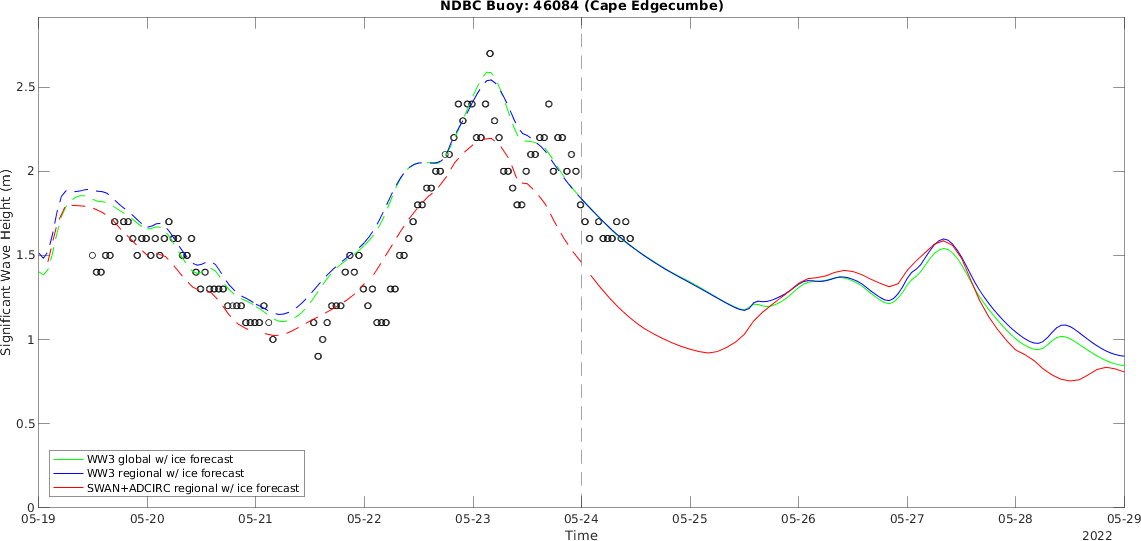 NDBC Buoy: 46084 (Cape Edgecumbe)
Significant Wave Height (m)
2.5
2
1.5
1
0.5
0
WW3 global w/ ice forecast
WW3 regional w/ ice forecast
SWAN+ADCIRC regional w/ ice forecast
05-19 05-20 05-21 05-22 05-23 05-24 05-25 05-26 05-27 05-28 05-29
Time
2022